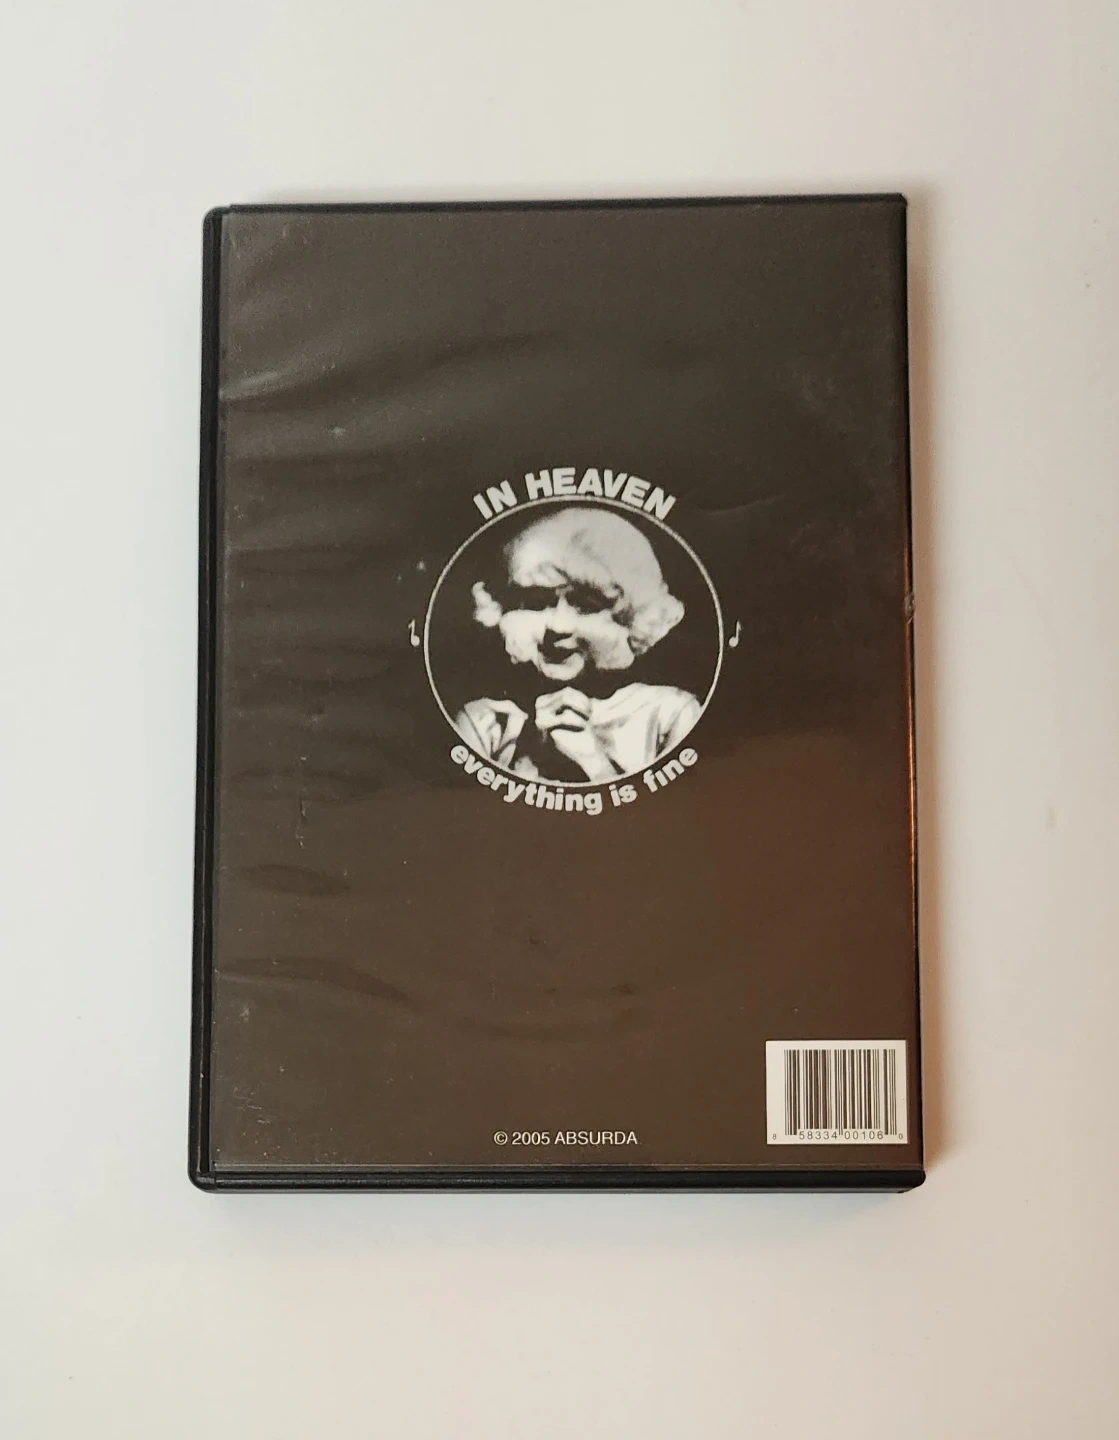 IN HEAVEN
everything is fine
© 2005 ABSURDA
8 58334 00106 0